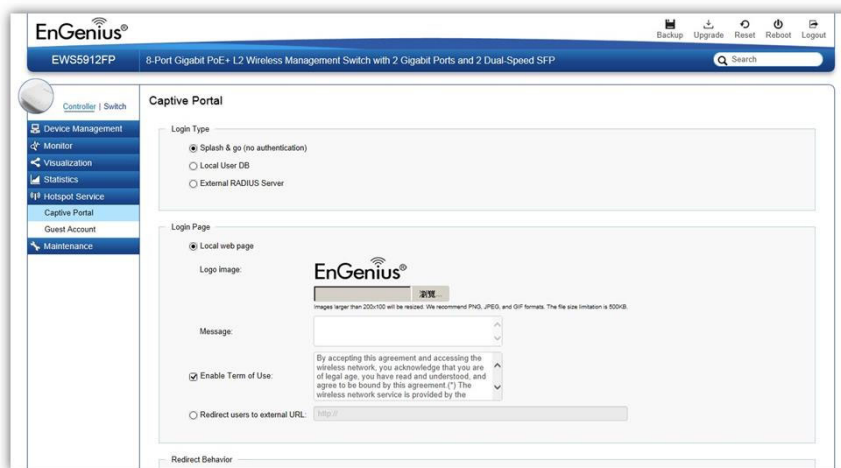 EnGenius®
Backup Upgrade Reset Reboot Logout
EWS5912FP
8-Port Gigabit PoE+ L2 Wireless Management Switch with 2 Gigabit Ports and 2 Dual-Speed SFP
Search
Controller | Switch
Device Management
Monitor
Visualization
Statistics
Hotspot Service
Captive Portal
Guest Account
Maintenance
Captive Portal
Login Type
Splash & go (no authentication)
Local User DB
External RADIUS Server
Login Page
Local web page
Logo image:
EnGenius®
瀏覽...
Images larger than 200x100 will be resized. We recommend PNG, JPEG, and GIF formats. The file size limitation is 500KB.
Message:
Enable Term of Use:
By accepting this agreement and accessing the
wireless network, you acknowledge that you are
of legal age, you have read and understood, and
agree to be bound by this agreement.(*) The
wireless network service is provided by the
Redirect users to external URL:
http://
Redirect Behavior